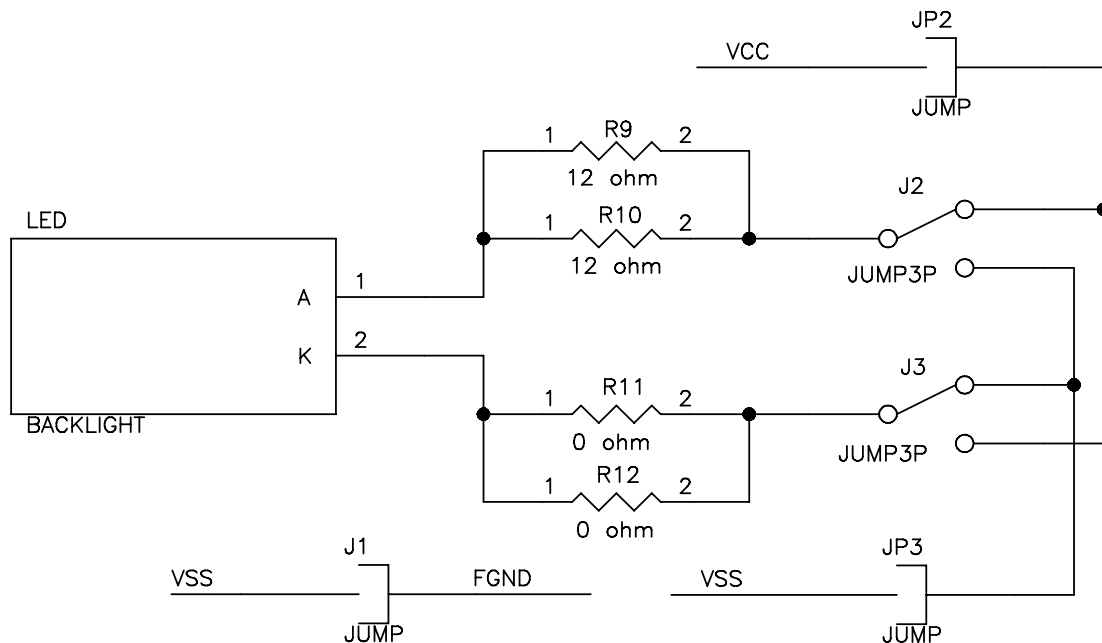 JP2
VCC
JUMP
1 R9 2
12 ohm
J2
LED
1 R10 2
12 ohm
JUMP3P
A 1
K 2
J3
1 R11 2
BACKLIGHT
0 ohm
JUMP3P
1 R12 2
0 ohm
J1
JP3
VSS
FGND
VSS
JUMP
JUMP